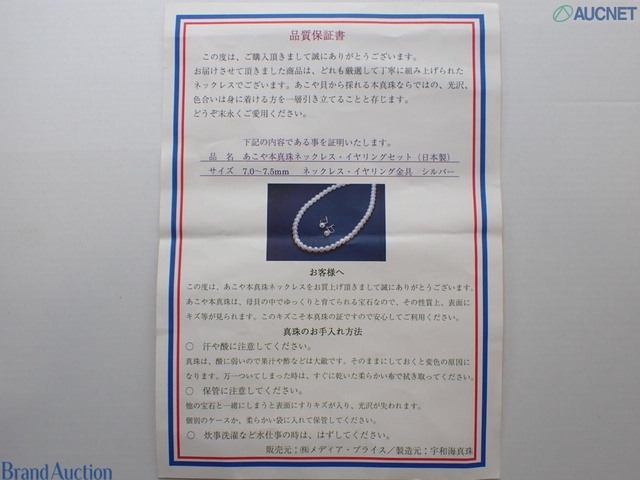 AUCNET
品質保証書
この度は、ご購入頂きまして誠にありがとうございます。
お届けさせて頂きました商品は、どれも厳選して丁寧に組み上げられた
ネックレスでございます。あこや貝から採れる本真珠ならではの、光沢、
色合いは身に着ける方を一層引き立てることと存じます。
どうぞ末永くご愛用ください。
下記の内容である事を証明いたします。
品 名 あこや本真珠ネックレス・イヤリングセット（日本製）
サイズ 7.0～7.5mm ネックレス・イヤリング金具 シルバー
お客様へ
この度は、あこや本真珠ネックレスをお買上げ頂きまして誠にありがとうございます。
あこや本真珠は、母貝の中でゆっくりと育てられる宝石なので、その性質上、表面に
キズ等が見られます。このキズこそ本真珠の証ですので安心してご利用ください。
真珠のお手入れ方法
○ 汗や酸に注意してください。
真珠は、酸に弱いので果汁や酢などは大敵です。そのままにしておくと変色の原因に
なります。万一ついてしまった時は、すぐに乾いた柔らかい布で拭き取ってください。
○ 保管に注意してください。
他の宝石と一緒にしまうと表面にすりキズが入り、光沢が失われます。
個別のケースか、柔らかい袋に入れて保管してください。
○ 炊事洗濯など水仕事の時は、はずしてください。
販売元；㈱メディア・プライス／製造元；宇和海真珠
Brand Auction